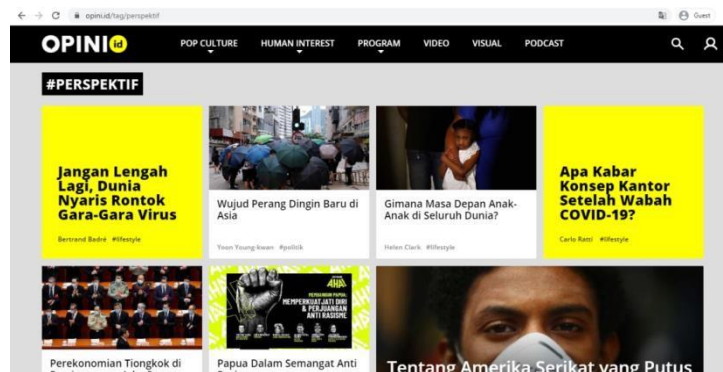 opini.id/tag/perspektif
Guest
OPINI id
POP CULTURE HUMAN INTEREST PROGRAM VIDEO VISUAL PODCAST
#PERSPEKTIF
Jangan Lengah
Lagi, Dunia
Nyaris Rontok
Gara-Gara Virus
Bertrand Badré #lifestyle
Wujud Perang Dingin Baru di
Asia
Yoon Young-kwan #politik
Gimana Masa Depan Anak-
Anak di Seluruh Dunia?
Helen Clark #lifestyle
Apa Kabar
Konsep Kantor
Setelah Wabah
COVID-19?
Carlo Ratti #lifestyle
Perekonomian Tiongkok di
AHA!
MEMPERKUAT JATI DIRI
& PERJUANGAN
ANTI RASISME
Papua Dalam Semangat Anti
Tentang Amerika Serikat yang Putus